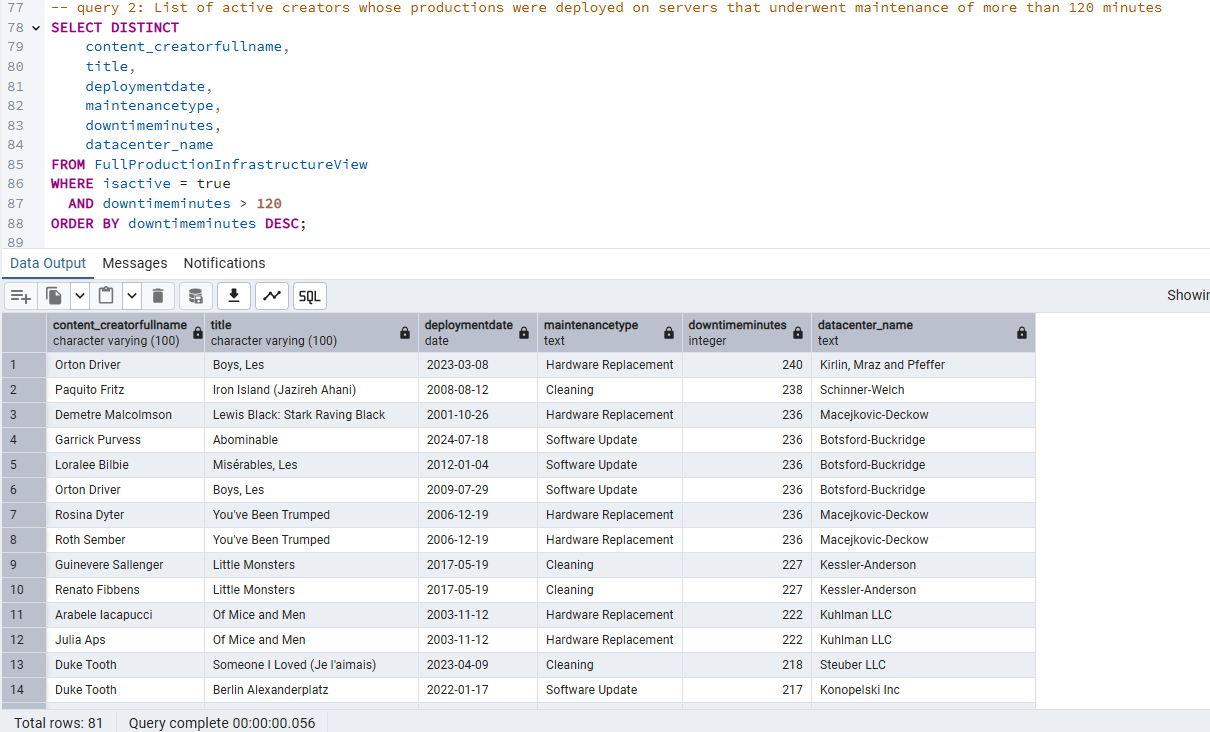 77 -- query 2: List of active creators whose productions were deployed on servers that underwent maintenance of more than 120 minutes
78 SELECT DISTINCT
79 content_creatorfullname,
80 title,
81 deploymentdate,
82 maintenancetype,
83 downtimeminutes,
84 datacenter_name
85 FROM FullProductionInfrastructureView
86 WHERE isactive = true
87 AND downtimeminutes > 120
88 ORDER BY downtimeminutes DESC;
89
Data Output Messages Notifications
SQL Showin
content_creatorfullname title deploymentdate maintenancetype downtimeminutes datacenter_name
character varying (100) character varying (100) date text integer text
1 Orton Driver Boys, Les 2023-03-08 Hardware Replacement 240 Kirlin, Mraz and Pfeffer
2 Paquito Fritz Iron Island (Jazireh Ahani) 2008-08-12 Cleaning 238 Schinner-Welch
3 Demetre Malcolmson Lewis Black: Stark Raving Black 2001-10-26 Hardware Replacement 236 Macejkovic-Deckow
4 Garrick Purvess Abominable 2024-07-18 Software Update 236 Botsford-Buckridge
5 Loralee Bilbie Misérables, Les 2012-01-04 Software Update 236 Botsford-Buckridge
6 Orton Driver Boys, Les 2009-07-29 Software Update 236 Botsford-Buckridge
7 Rosina Dyter You've Been Trumped 2006-12-19 Hardware Replacement 236 Macejkovic-Deckow
8 Roth Sember You've Been Trumped 2006-12-19 Hardware Replacement 236 Macejkovic-Deckow
9 Guinevere Sallenger Little Monsters 2017-05-19 Cleaning 227 Kessler-Anderson
10 Renato Fibbens Little Monsters 2017-05-19 Cleaning 227 Kessler-Anderson
11 Arabele Iacapucci Of Mice and Men 2003-11-12 Hardware Replacement 222 Kuhlman LLC
12 Julia Aps Of Mice and Men 2003-11-12 Hardware Replacement 222 Kuhlman LLC
13 Duke Tooth Someone I Loved (Je l'aimais) 2023-04-09 Cleaning 218 Steuber LLC
14 Duke Tooth Berlin Alexanderplatz 2022-01-17 Software Update 217 Konopelski Inc
Total rows: 81 Query complete 00:00:00.056